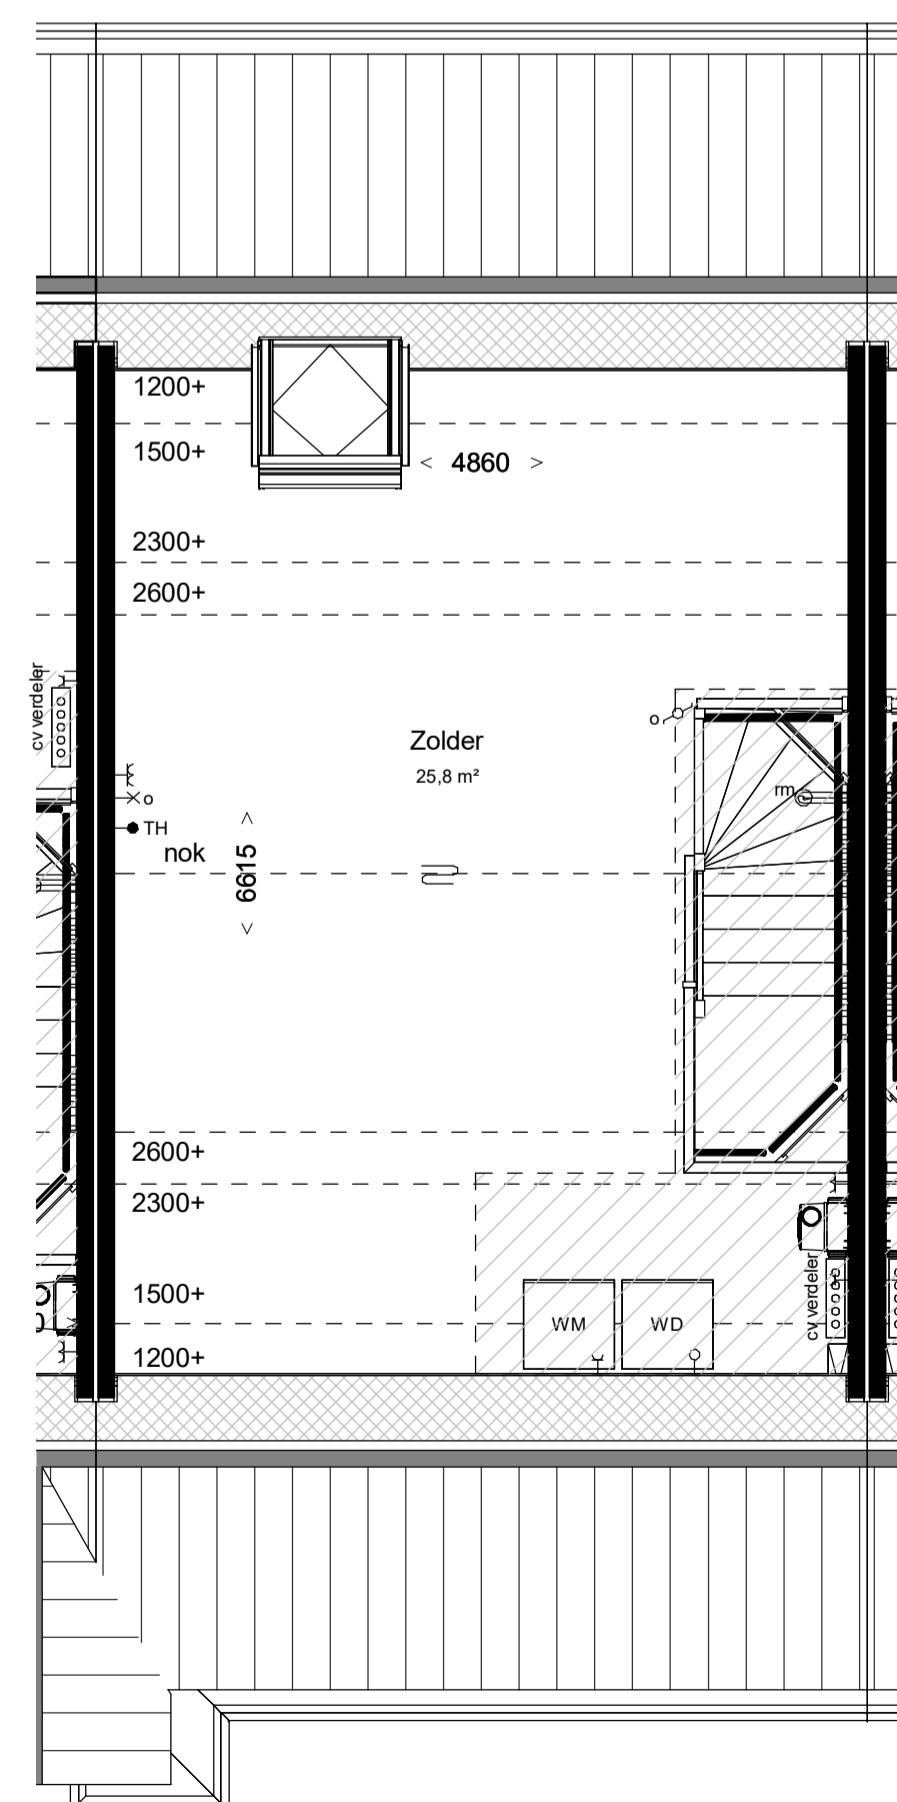 1200+
1500+
< 4860 >
2300+
2600+
cv verdeler
o
Zolder
25,8 m²
rm
o
TH
nok
< 6615 >
2600+
2300+
1500+
WM
WD
cv verdeler
1200+